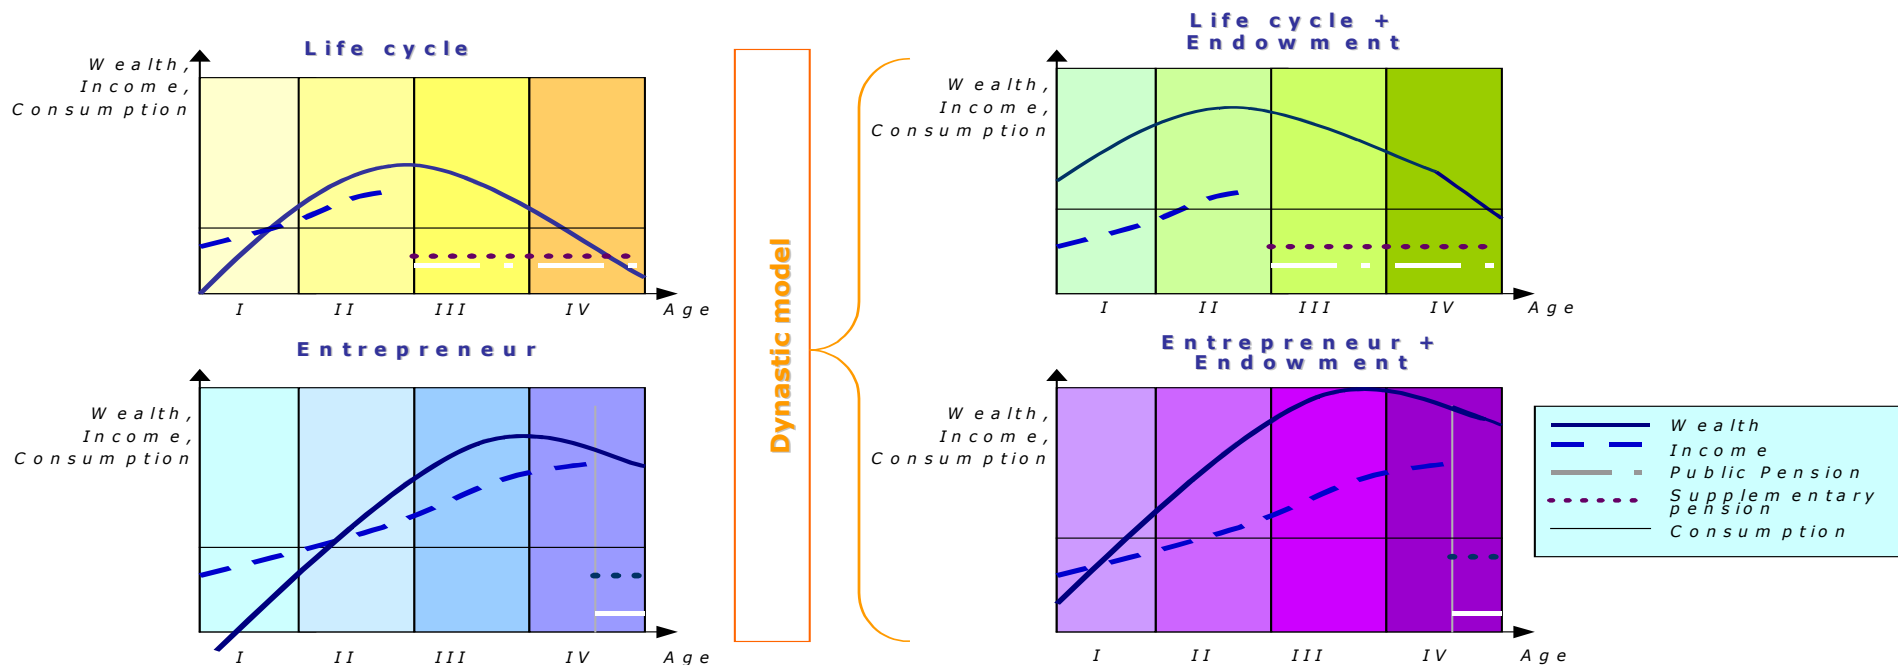 Life cycle
Wealth,
Income,
Consumption
I II III IV Age
Entrepreneur
Wealth,
Income,
Consumption
I II III IV Age
Dynastic model
Life cycle +
Endowment
Wealth,
Income,
Consumption
I II III IV Age
Entrepreneur +
Endowment
Wealth,
Income,
Consumption
I II III IV Age
Wealth
Income
Public Pension
Supplementary
pension
Consumption